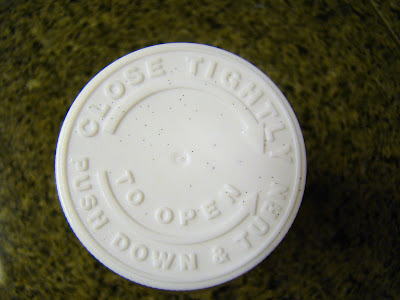 CLOSE TIGHTLY
TO OPEN
PUSH DOWN & TURN